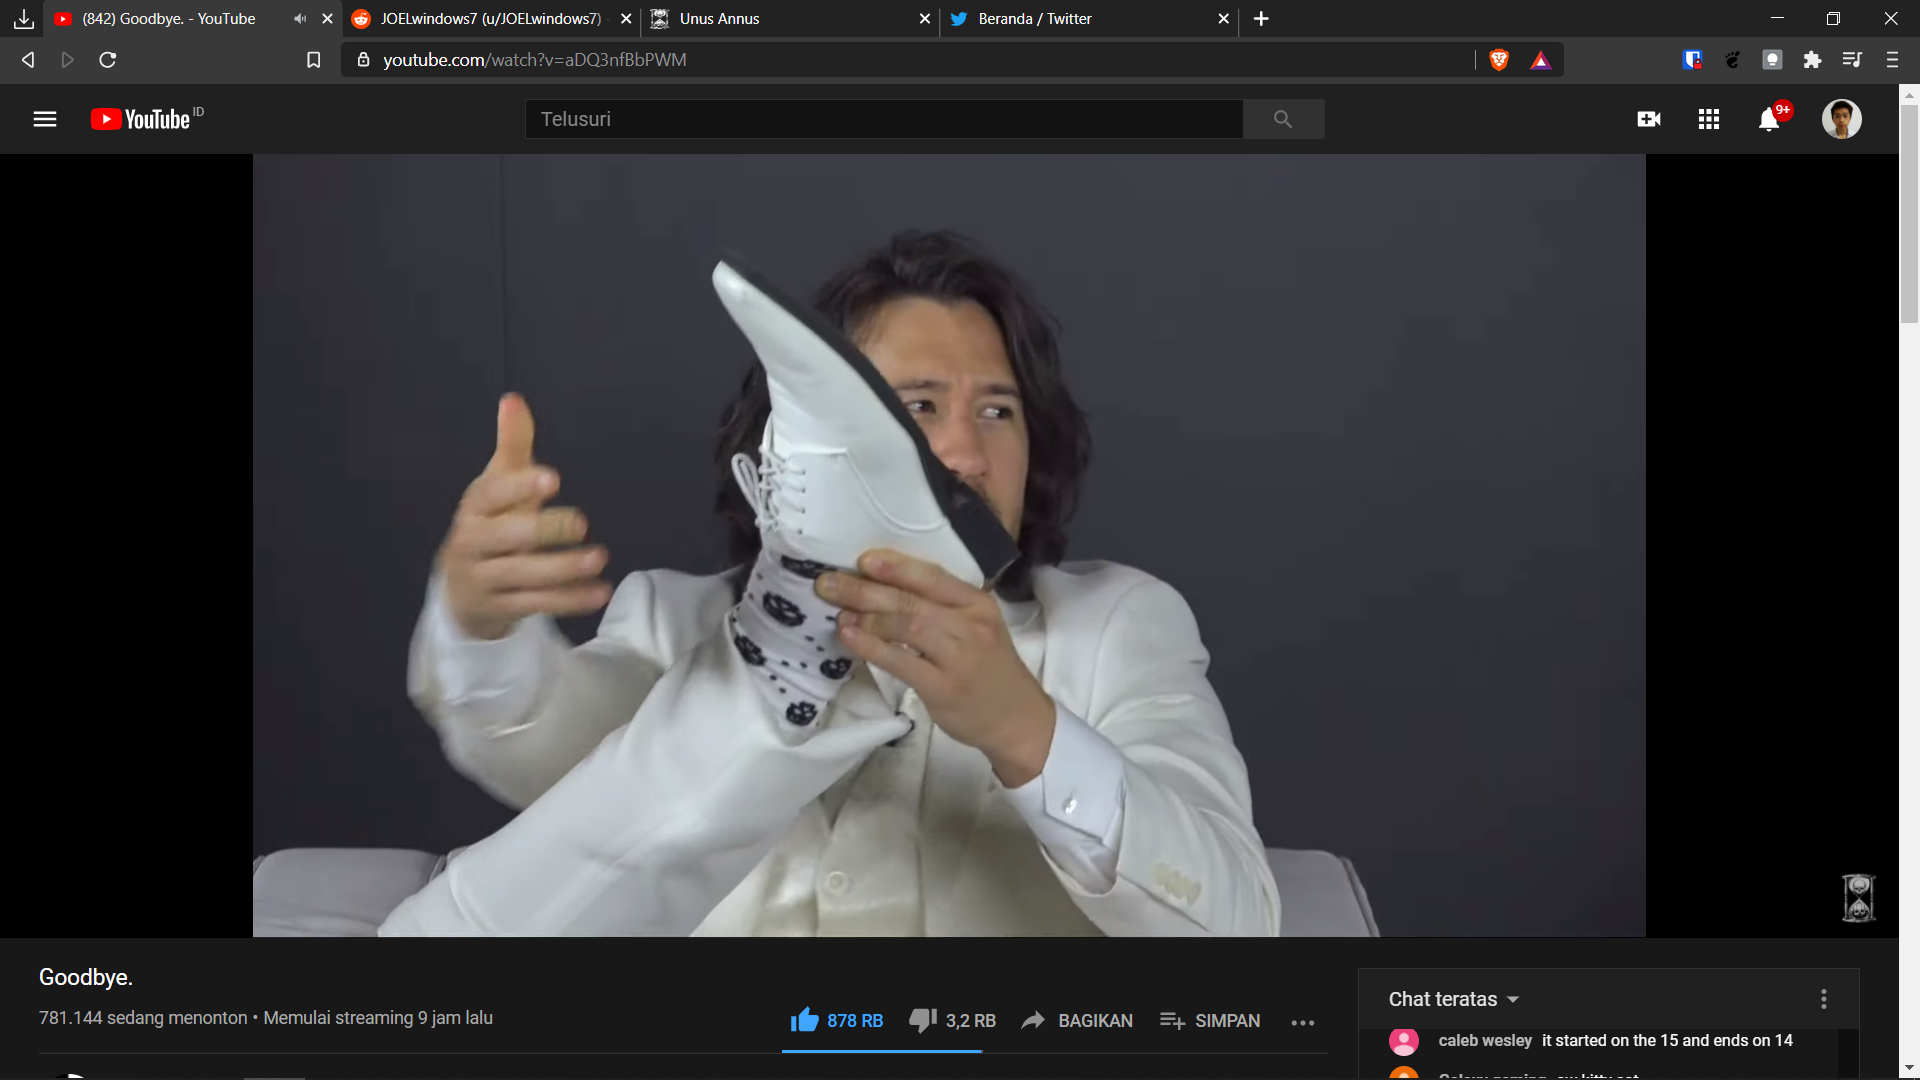 (842) Goodbye. - YouTube
JOELwindows7 (u/JOELwindows7)
Unus Annus
Beranda / Twitter
youtube.com/watch?v=aDQ3nfBbPWM
YouTube ID
Telusuri
9+
Goodbye.
781.144 sedang menonton • Memulai streaming 9 jam lalu
878 RB
3,2 RB
BAGIKAN
SIMPAN
Chat teratas
caleb wesley it started on the 15 and ends on 14